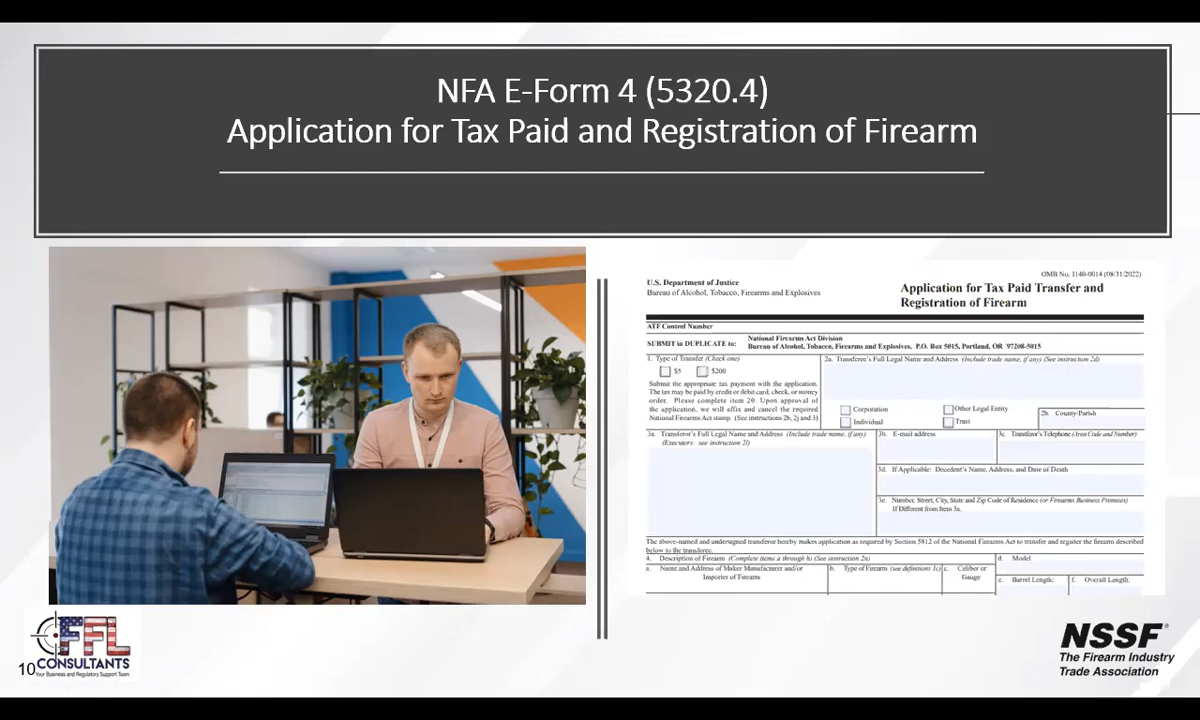 NFA E-Form 4 (5320.4)
Application for Tax Paid and Registration of Firearm
OMB No. 1140-0014 (08/31/2022)
U.S. Department of Justice
Bureau of Alcohol, Tobacco, Firearms and Explosives
Application for Tax Paid Transfer and
Registration of Firearm
ATF Control Number
SUBMIT in DUPLICATE to:
National Firearms Act Division
Bureau of Alcohol, Tobacco, Firearms and Explosives, P.O. Box 5015, Portland, OR 97208-5015
1. Type of Transfer (Check one)
$5 $200
Submit the appropriate tax payment with the application.
The tax may be paid by credit or debit card, check, or money
order. Please complete item 20. Upon approval of
the application, we will affix and cancel the required
National Firearms Act stamp. (See instructions 2b, 2j and 3)
2a. Transferee's Full Legal Name and Address (Include trade name, if any) (See instruction 2d)
Corporation Other Legal Entity
Individual Trust
2b. County/Parish
3a. Transferor's Full Legal Name and Address (Include trade name, if any)
(Executors: see instruction 2l)
3b. E-mail address
3c. Transferor's Telephone (Area Code and Number)
3d. If Applicable: Decedent's Name, Address, and Date of Death
3e. Number, Street, City, State and Zip Code of Residence (or Firearms Business Premises)
If Different from Item 3a.
The above-named and undersigned transferor hereby makes application as required by Section 5812 of the National Firearms Act to transfer and register the firearm described
below to the transferee.
4. Description of Firearm (Complete items a through h) (See instruction 2n)
d. Model
a. Name and Address of Maker Manufacturer and/or
Importer of Firearm
b. Type of Firearm (see definitions 1c)
c. Caliber or
Gauge
e. Barrel Length:
f. Overall Length:
FFL
CONSULTANTS
Your Business and Regulatory Support Team
10
NSSF®
The Firearm Industry
Trade Association